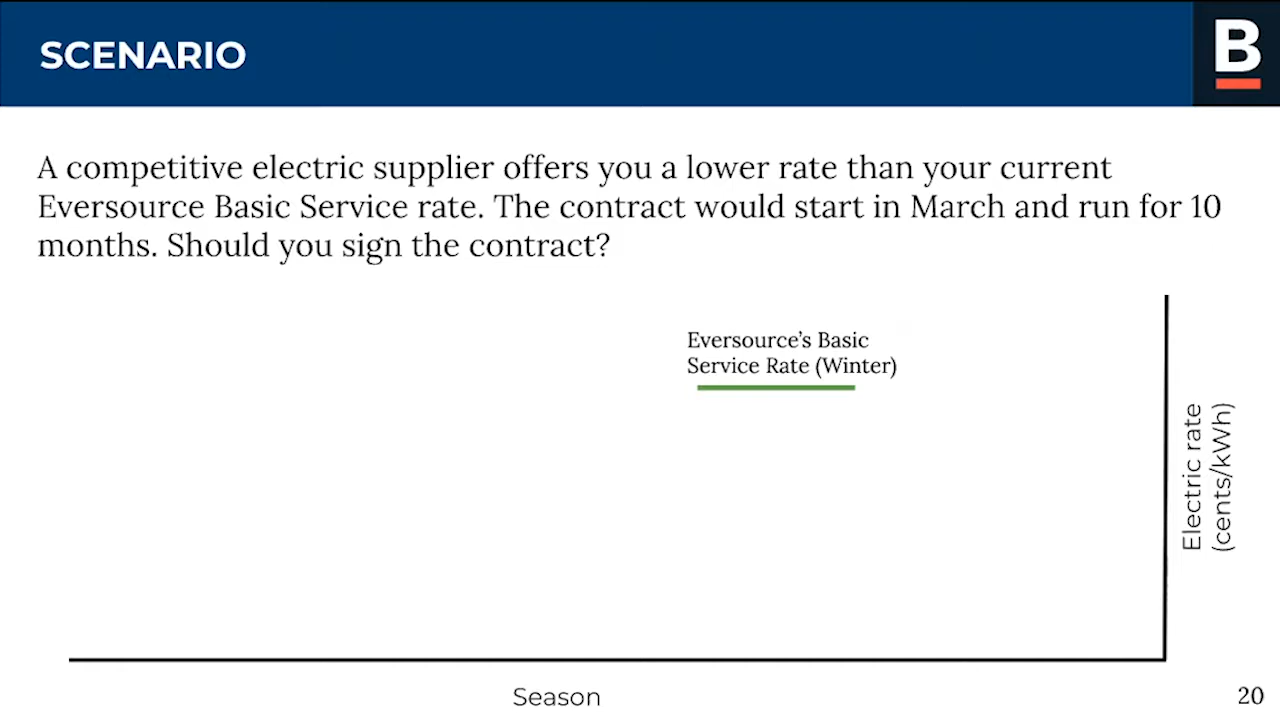 SCENARIO
B
A competitive electric supplier offers you a lower rate than your current
Eversource Basic Service rate. The contract would start in March and run for 10
months. Should you sign the contract?
Eversource's Basic
Service Rate (Winter)
Electric rate
(cents/kWh)
Season
20